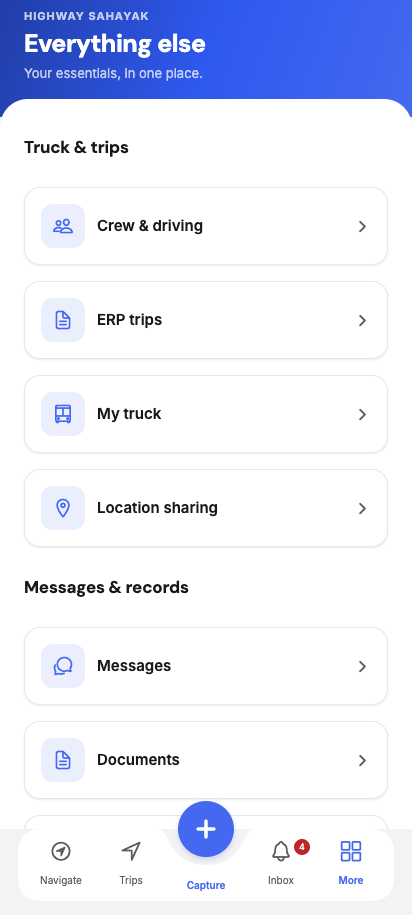 HIGHWAY SAHAYAK
Everything else
Your essentials, in one place.
Truck & trips
Crew & driving
ERP trips
My truck
Location sharing
Messages & records
Messages
Documents
4
Navigate
Trips
Capture
Inbox
More